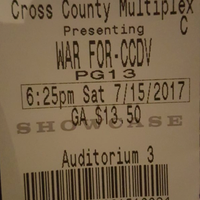 Cross County Multiplex
C
Presenting
WAR FOR-CCDV
PG13
6:25pm Sat 7/15/2017
GA $13.50
SHOWCASE
Auditorium 3